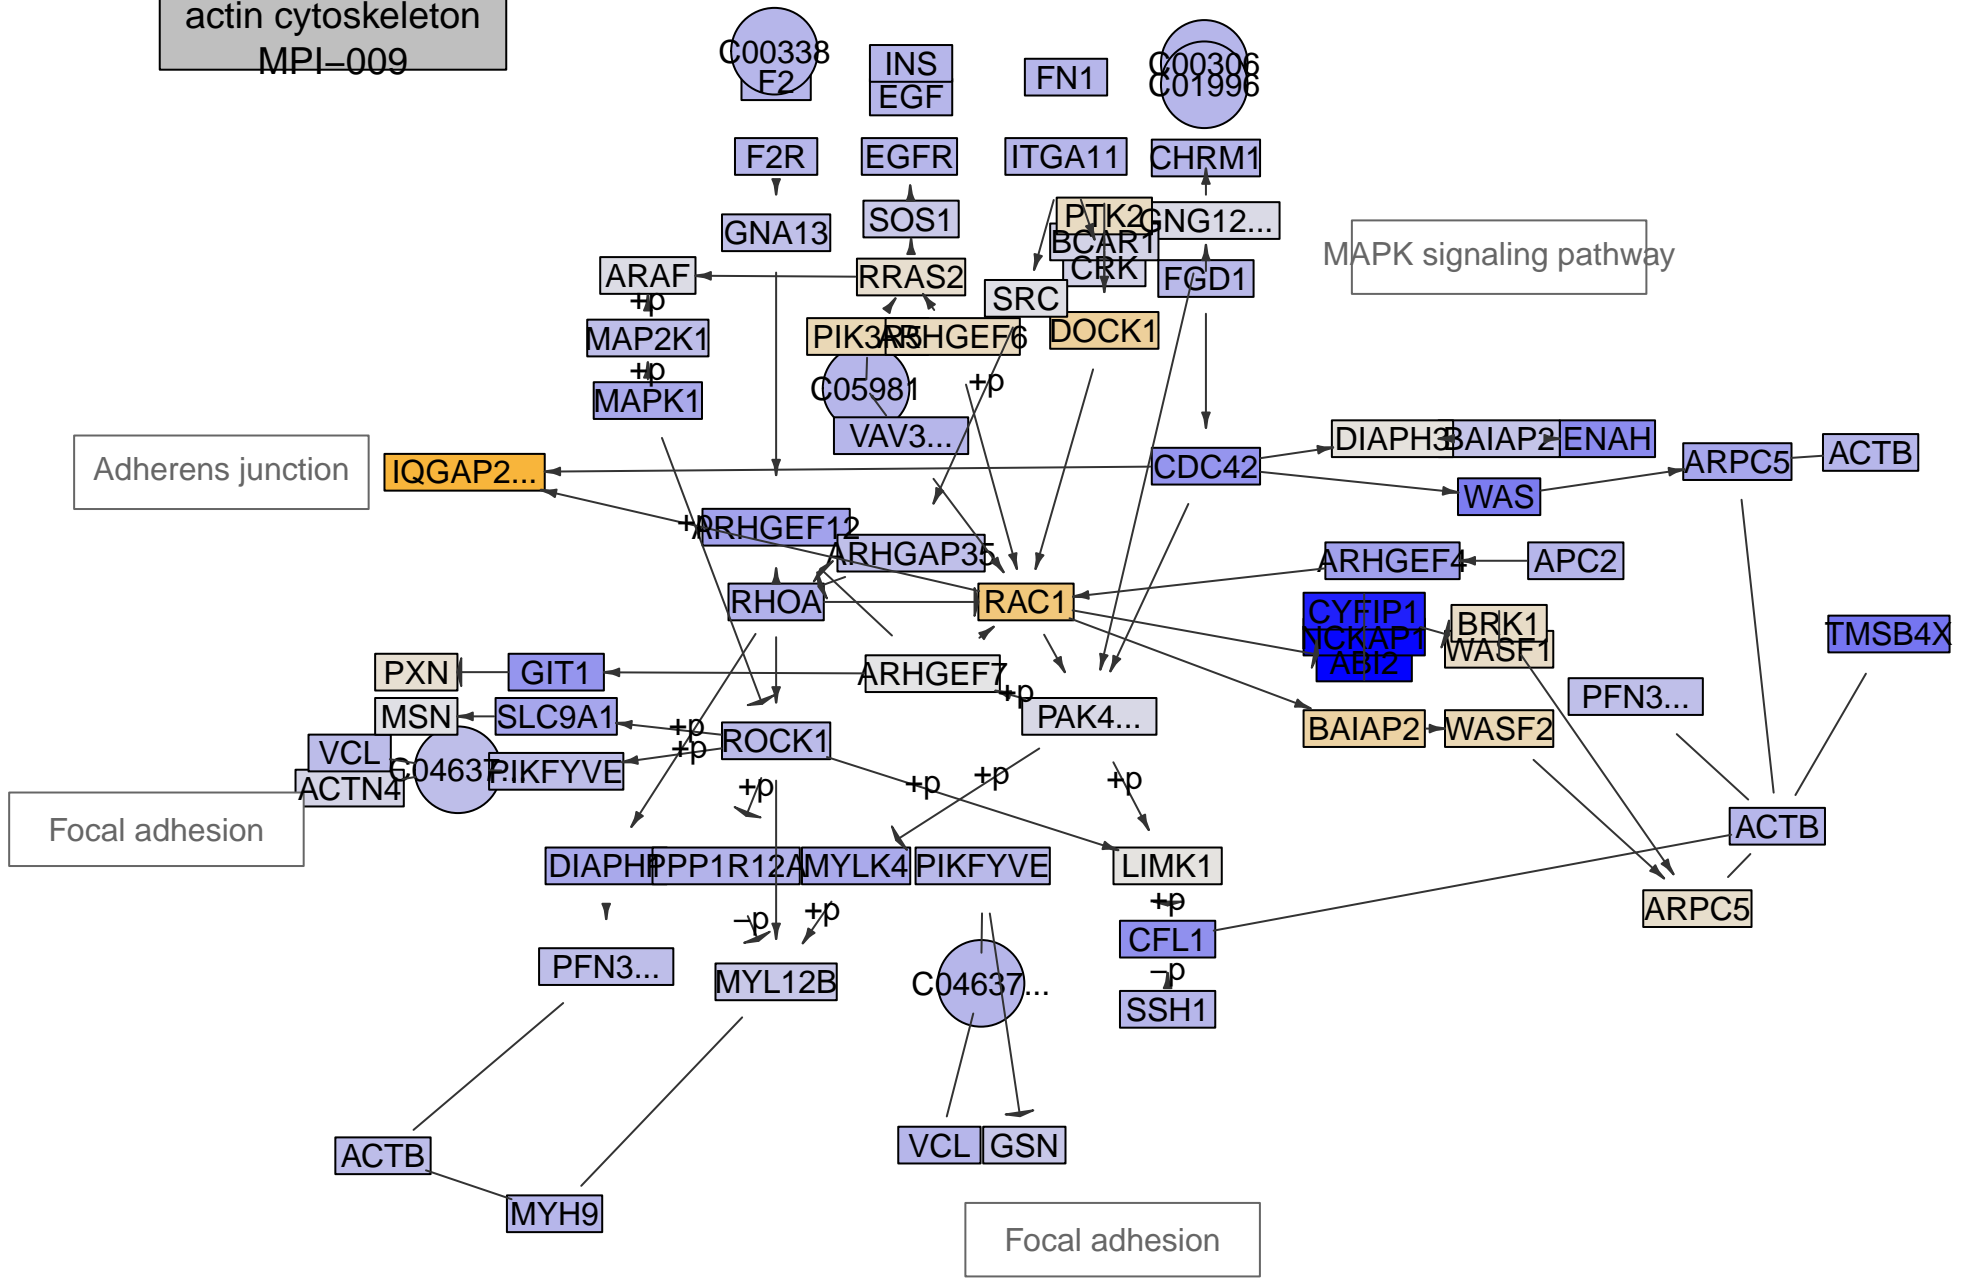 actin cytoskeleton
MPI–009
C00338
F2
INS
EGF
FN1
C00306
C01996
F2R
EGFR
ITGA11
CHRM1
GNA13
SOS1
PTK2
GNG12...
BCAR1
CRK
FGD1
MAPK signaling pathway
ARAF
RRAS2
SRC
+p
MAP2K1
PIK3R5
ARHGEF6
DOCK1
+p
MAPK1
C05981
+p
VAV3...
DIAPH3
BAIAP2
ENAH
ARPC5
ACTB
Adherens junction
IQGAP2...
CDC42
WAS
+p
ARHGEF12
ARHGAP35
ARHGEF4
APC2
RHOA
RAC1
CYFIP1
NCKAP1
ABI2
BRK1
WASF1
TMSB4X
PXN
GIT1
ARHGEF7
+p
PFN3...
MSN
SLC9A1
+p
ROCK1
PAK4...
BAIAP2
WASF2
VCL
ACTN4
C04637...
PIKFYVE
+p
+p
+p
+p
+p
Focal adhesion
ACTB
DIAPH
PPP1R12A
MYLK4
PIKFYVE
LIMK1
+p
ARPC5
–p
+p
CFL1
PFN3...
MYL12B
C04637...
–p
SSH1
ACTB
VCL
GSN
MYH9
Focal adhesion